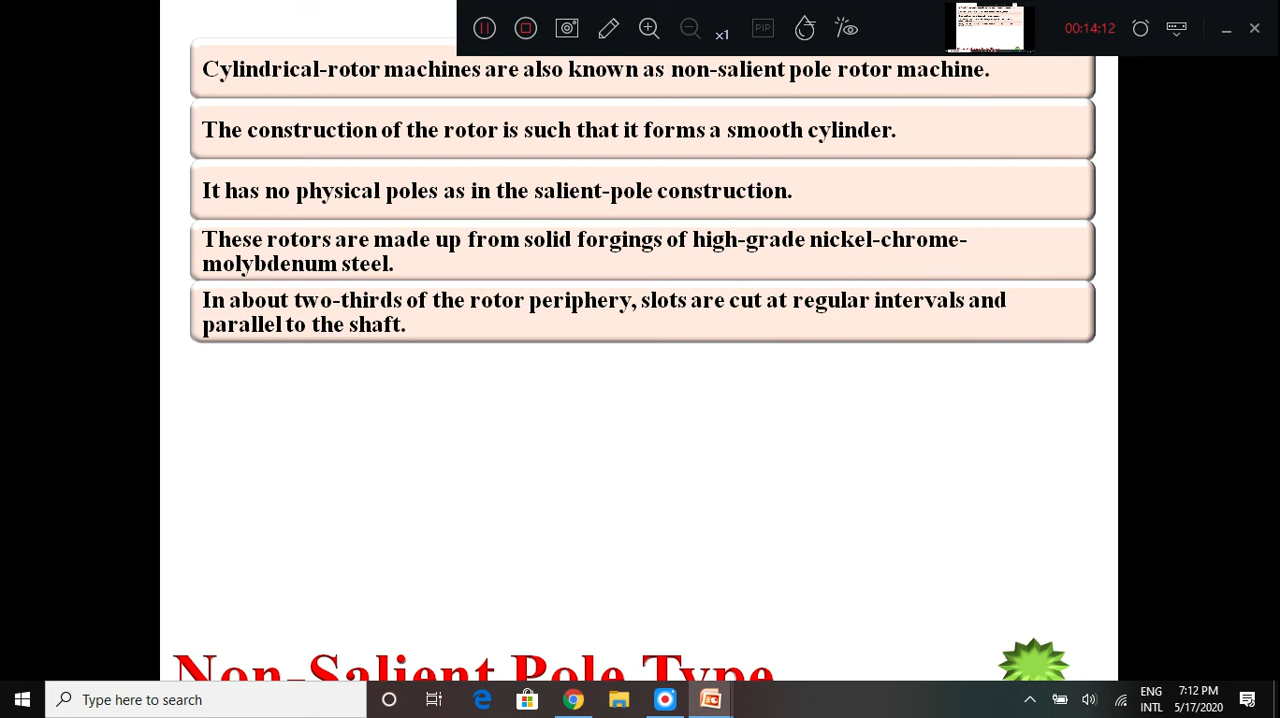 x1
PIP
00:14:12
Cylindrical-rotor machines are also known as non-salient pole rotor machine.
The construction of the rotor is such that it forms a smooth cylinder.
It has no physical poles as in the salient-pole construction.
These rotors are made up from solid forgings of high-grade nickel-chrome-
molybdenum steel.
In about two-thirds of the rotor periphery, slots are cut at regular intervals and
parallel to the shaft.
Non-Salient Pole Type
Type here to search
ENG
INTL
7:12 PM
5/17/2020